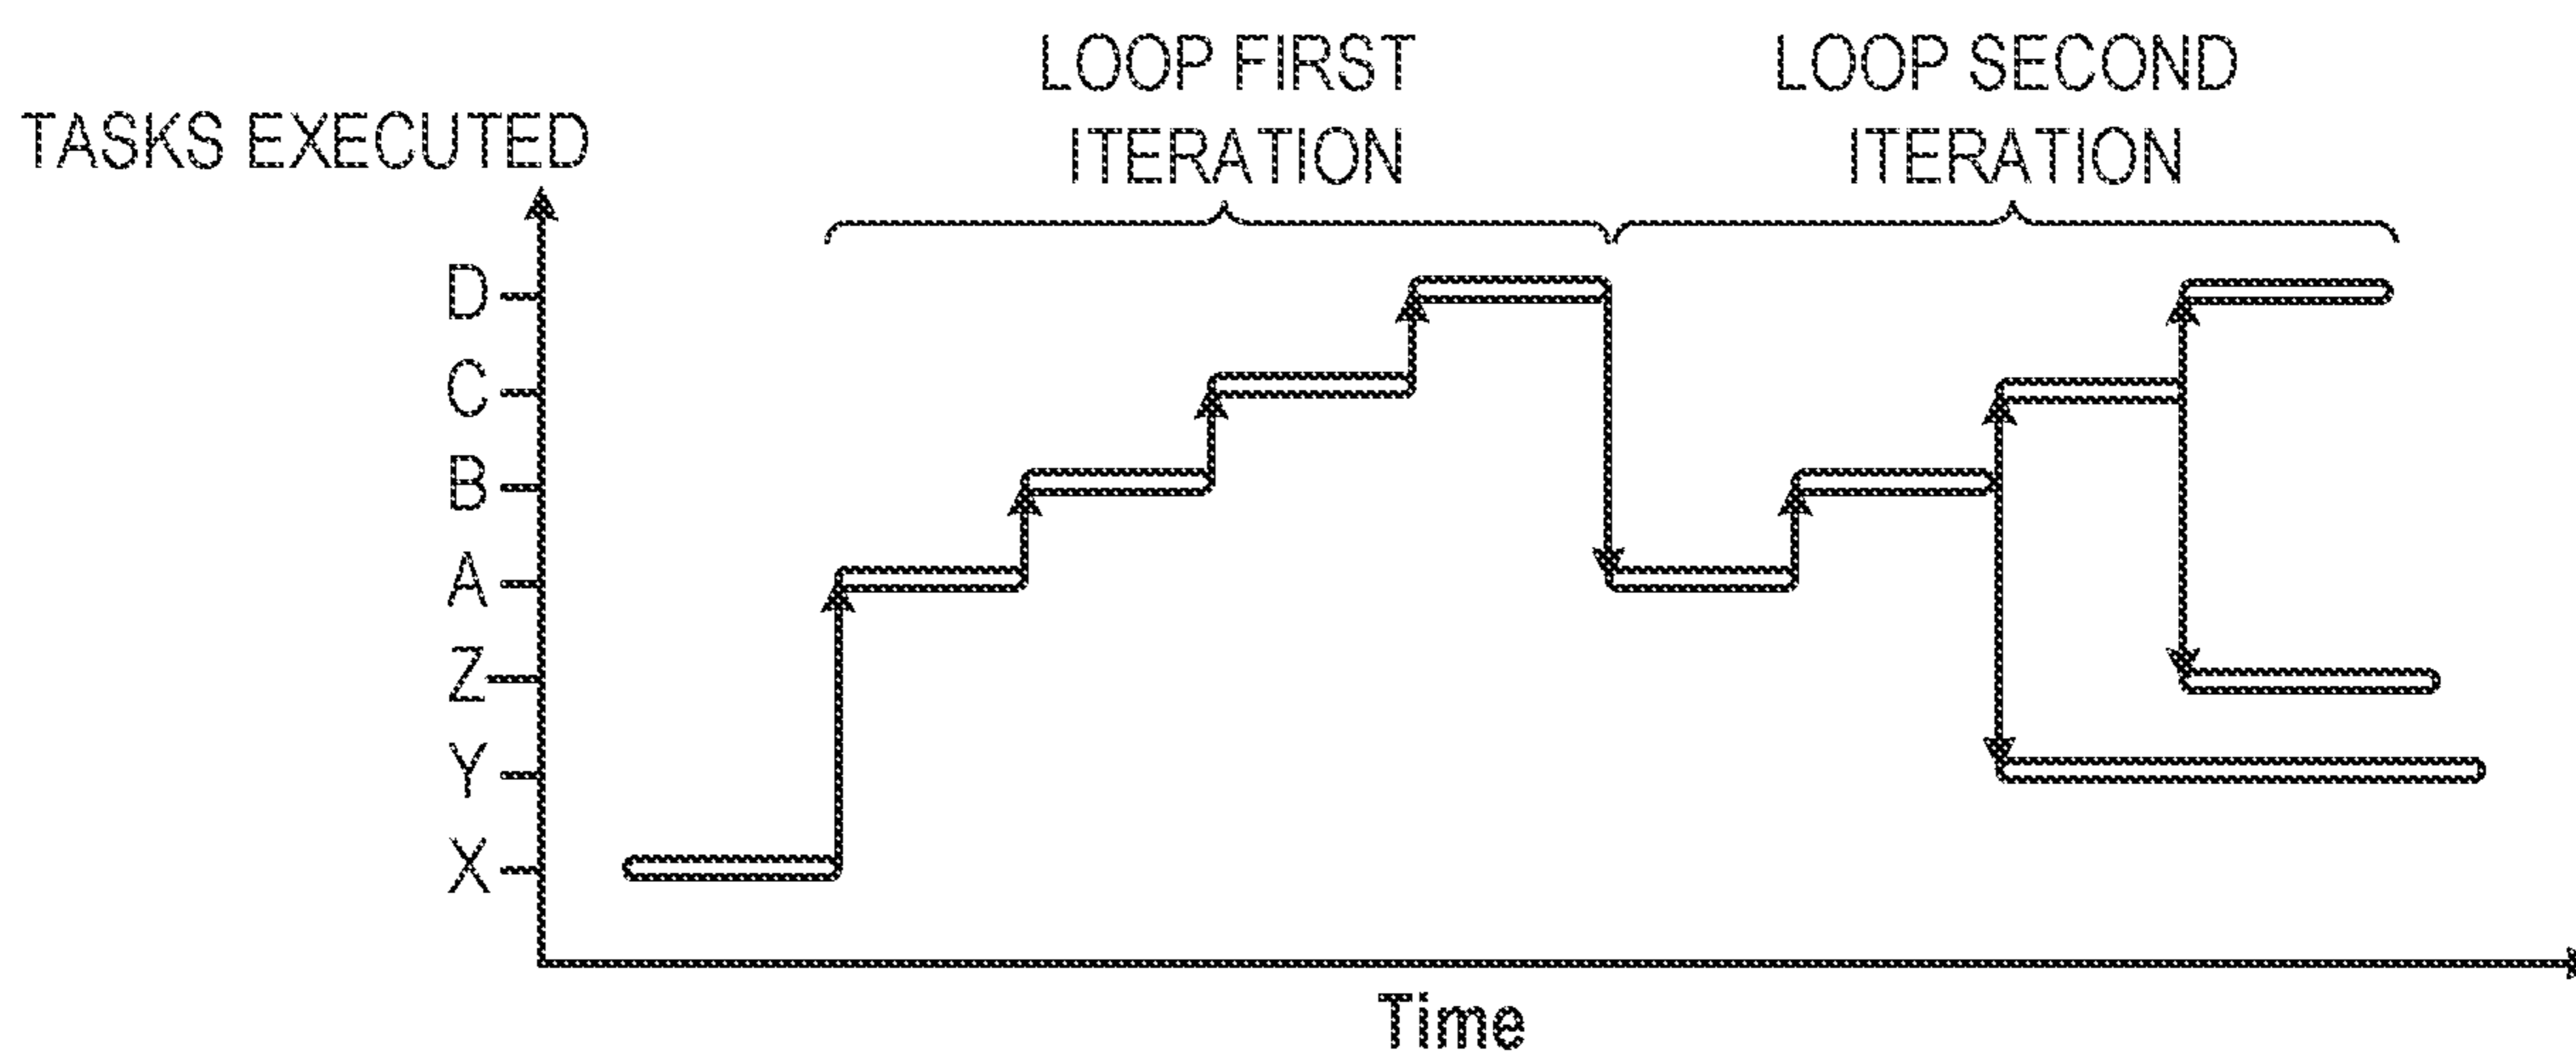 LOOP FIRST
ITERATION
LOOP SECOND
ITERATION
TASKS EXECUTED
D
C
B
A
Z
Y
X
Time